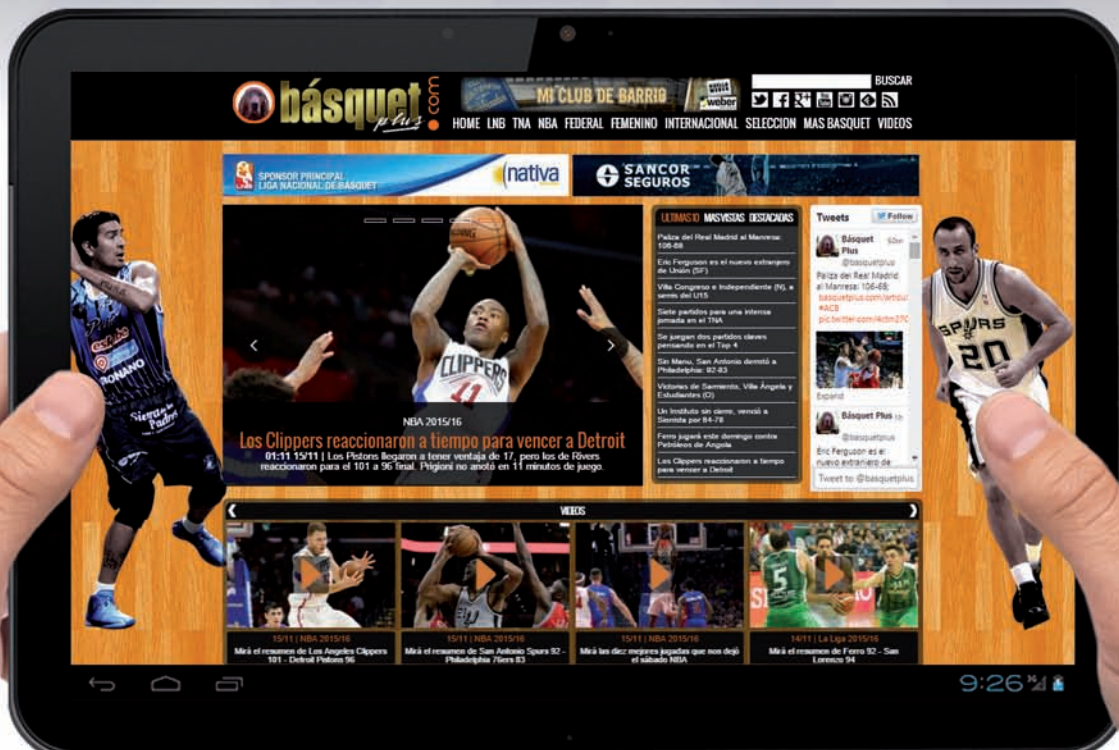 básquet
plus
.com
MI CLUB DE BARRIO
weber
BUSCAR
HOME LNB TNA NBA FEDERAL FEMENINO INTERNACIONAL SELECCION MAS BASQUET VIDEOS
SPONSOR PRINCIPAL
LIGA NACIONAL DE BÁSQUET
nativa
SANCOR
SEGUROS
CLIPPERS
11
NBA 2015/16
Los Clippers reaccionaron a tiempo para vencer a Detroit
01:11 15/11 | Los Pistons llegaron a tener ventaja de 17, pero los de Rivers
reaccionaron para el 101 a 96 final. Prigioni no anotó en 11 minutos de juego.
ULTIMAS 10 MAS VISTAS DESTACADAS
Paliza del Real Madrid al Manresa:
106-68
Eric Ferguson es el nuevo extranjero
de Unión (SF)
Villa Congreso e Independiente (N), a
semis del U15
Siete partidos para una intensa
jornada en el TNA
Se juegan dos partidos claves
pensando en el Top 4
Sin Manu, San Antonio derrotó a
Philadelphia: 92-83
Victorias de Sarmiento, Villa Ángela y
Estudiantes (O)
Un Instituto sin cierre, venció a
Sionista por 84-78
Ferro jugará este domingo contra
Petróleos de Angola
Los Clippers reaccionaron a tiempo
para vencer a Detroit
Tweets
Follow
Básquet
Plus
@basquetplus
Paliza del Real Madrid
al Manresa: 106-68:
#ACB
Expand
Básquet Plus
@basquetplus
Eric Ferguson es el
nuevo extranjero de
Tweet to @basquetplus
BONANO
Sierra de
Padres
SPURS
20
VIDEOS
5
15/11 | NBA 2015/16
Mirá el resumen de Los Angeles Clippers
101 - Detroit Pistons 96
15/11 | NBA 2015/16
Mirá el resumen de San Antonio Spurs 92 -
Philadelphia 76ers 83
15/11 | NBA 2015/16
Mirá las diez mejores jugadas que nos dejó
el sábado NBA
14/11 | La Liga 2015/16
Mirá el resumen de Ferro 92 - San
Lorenzo 94
9:26